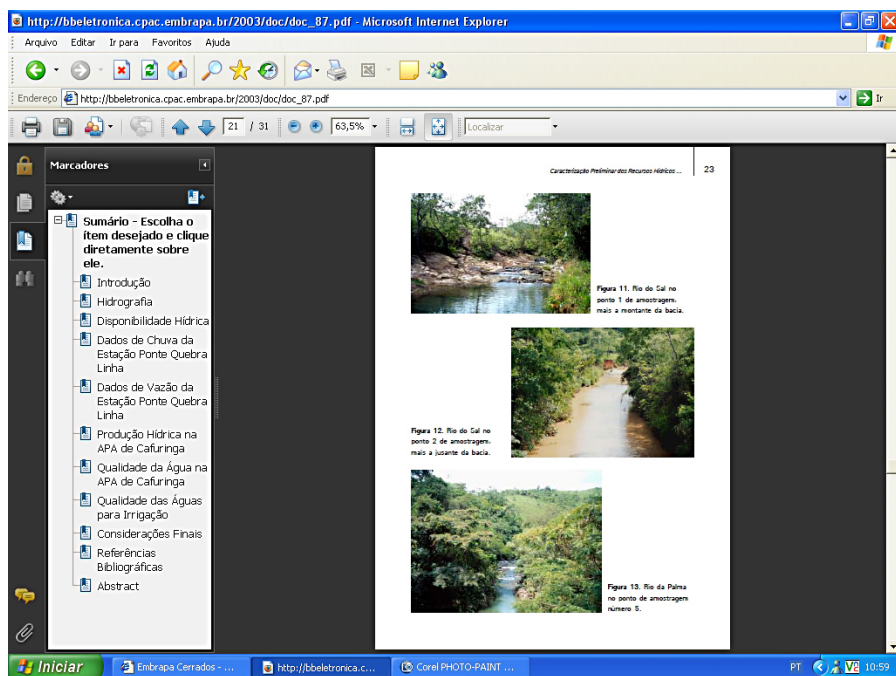 http://bbeletronica.cpac.embrapa.br/2003/doc/doc_87.pdf - Microsoft Internet Explorer
Arquivo Editar Ir para Favoritos Ajuda
Endereço http://bbeletronica.cpac.embrapa.br/2003/doc/doc_87.pdf Ir
21 / 31 63,5% Localizar
Marcadores
Sumário - Escolha o
ítem desejado e clique
diretamente sobre
ele.
Introdução
Hidrografia
Disponibilidade Hídrica
Dados de Chuva da
Estação Ponte Quebra
Linha
Dados de Vazão da
Estação Ponte Quebra
Linha
Produção Hídrica na
APA de Cafuringa
Qualidade da Água na
APA de Cafuringa
Qualidade das Águas
para Irrigação
Considerações Finais
Referências
Bibliográficas
Abstract
Caracterização Preliminar dos Recursos Hídricos ... 23
Figura 11. Rio do Sal no
ponto 1 de amostragem,
mais a montante da bacia.
Figura 12. Rio do Sal no
ponto 2 de amostragem,
mais a jusante da bacia.
Figura 13. Rio da Palma
no ponto de amostragem
número 5.
Iniciar Embrapa Cerrados - ... http://bbeletronica.c... Corel PHOTO-PAINT ... PT 10:59